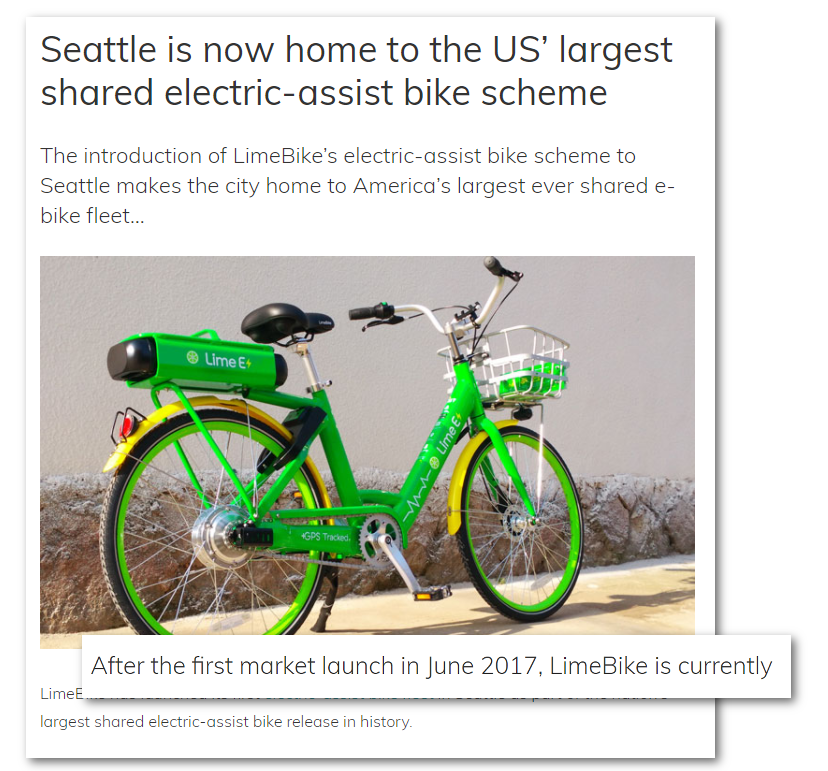 Seattle is now home to the US’ largest
shared electric-assist bike scheme
The introduction of LimeBike’s electric-assist bike scheme to
Seattle makes the city home to America’s largest ever shared e-
bike fleet...
Lime E
Lime E
GPS Tracked
After the first market launch in June 2017, LimeBike is currently
largest shared electric-assist bike release in history.